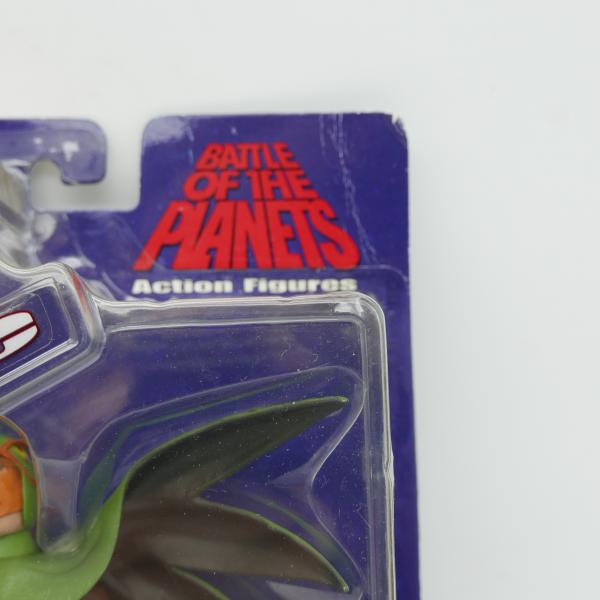 BATTLE
OF THE
PLANETS
Action Figures